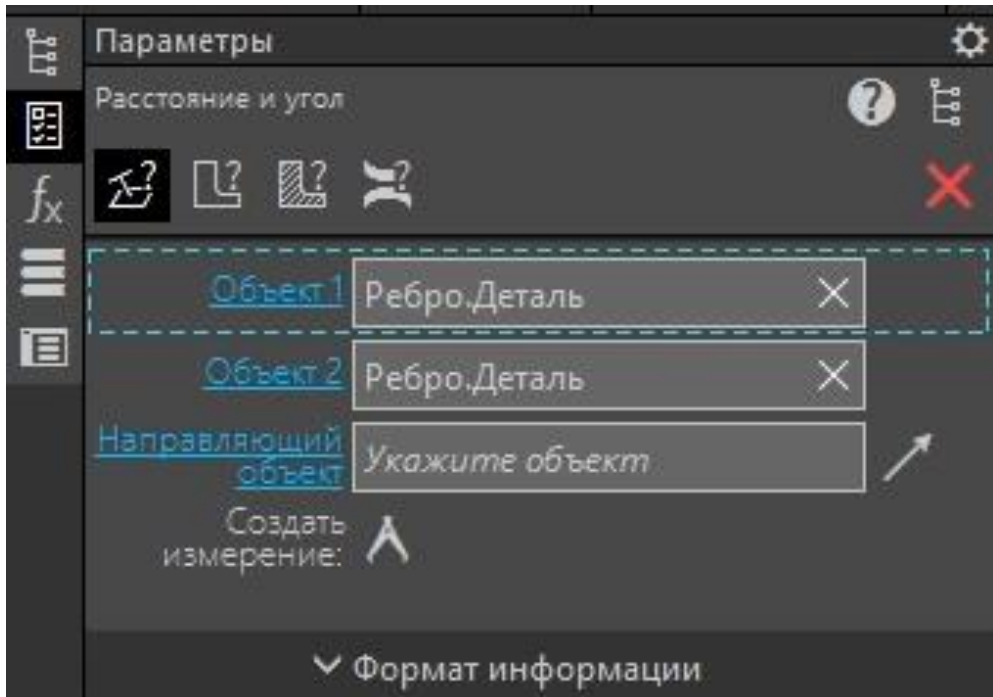 Параметры
Расстояние и угол
Объект 1 Ребро.Деталь
Объект 2 Ребро.Деталь
Направляющий
объект Укажите объект
Создать
измерение:
Формат информации